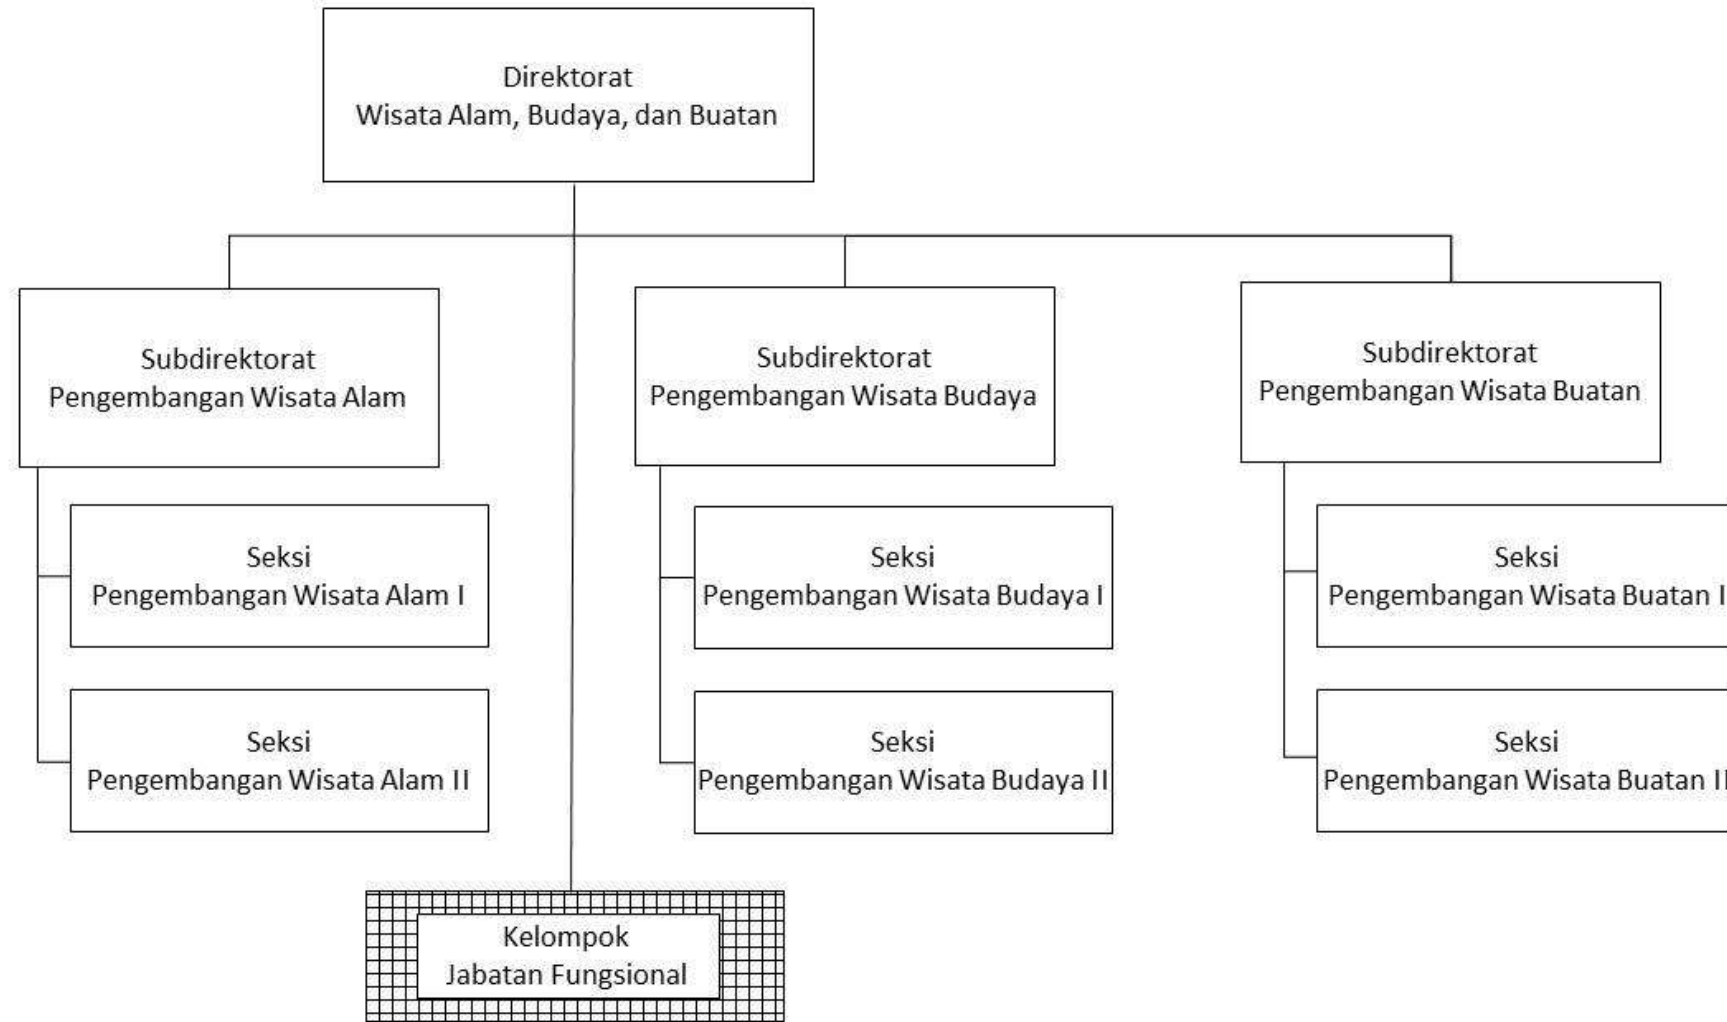 Direktorat
Wisata Alam, Budaya, dan Buatan
Subdirektorat
Pengembangan Wisata Alam
Subdirektorat
Pengembangan Wisata Budaya
Subdirektorat
Pengembangan Wisata Buatan
Seksi
Pengembangan Wisata Alam I
Seksi
Pengembangan Wisata Budaya I
Seksi
Pengembangan Wisata Buatan I
Seksi
Pengembangan Wisata Alam II
Seksi
Pengembangan Wisata Budaya II
Seksi
Pengembangan Wisata Buatan II
Kelompok
Jabatan Fungsional